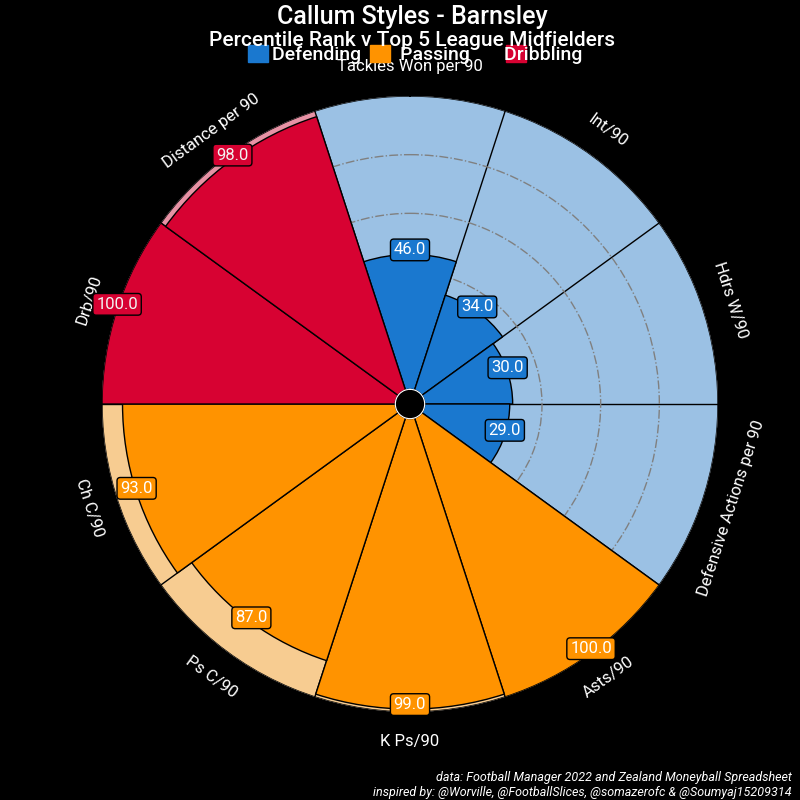 Callum Styles - Barnsley
Percentile Rank v Top 5 League Midfielders
Defending Passing Dribbling
Tackles Won per 90
Distance per 90
Int/90
98.0
46.0
Drb/90
100.0
34.0
Hdrs W/90
30.0
29.0
Ch C/90
93.0
Defensive Actions per 90
87.0
100.0
Ps C/90
Asts/90
99.0
K Ps/90
data: Football Manager 2022 and Zealand Moneyball Spreadsheet
inspired by: @Worville, @FootballSlices, @somazerofc & @Soumyaj15209314